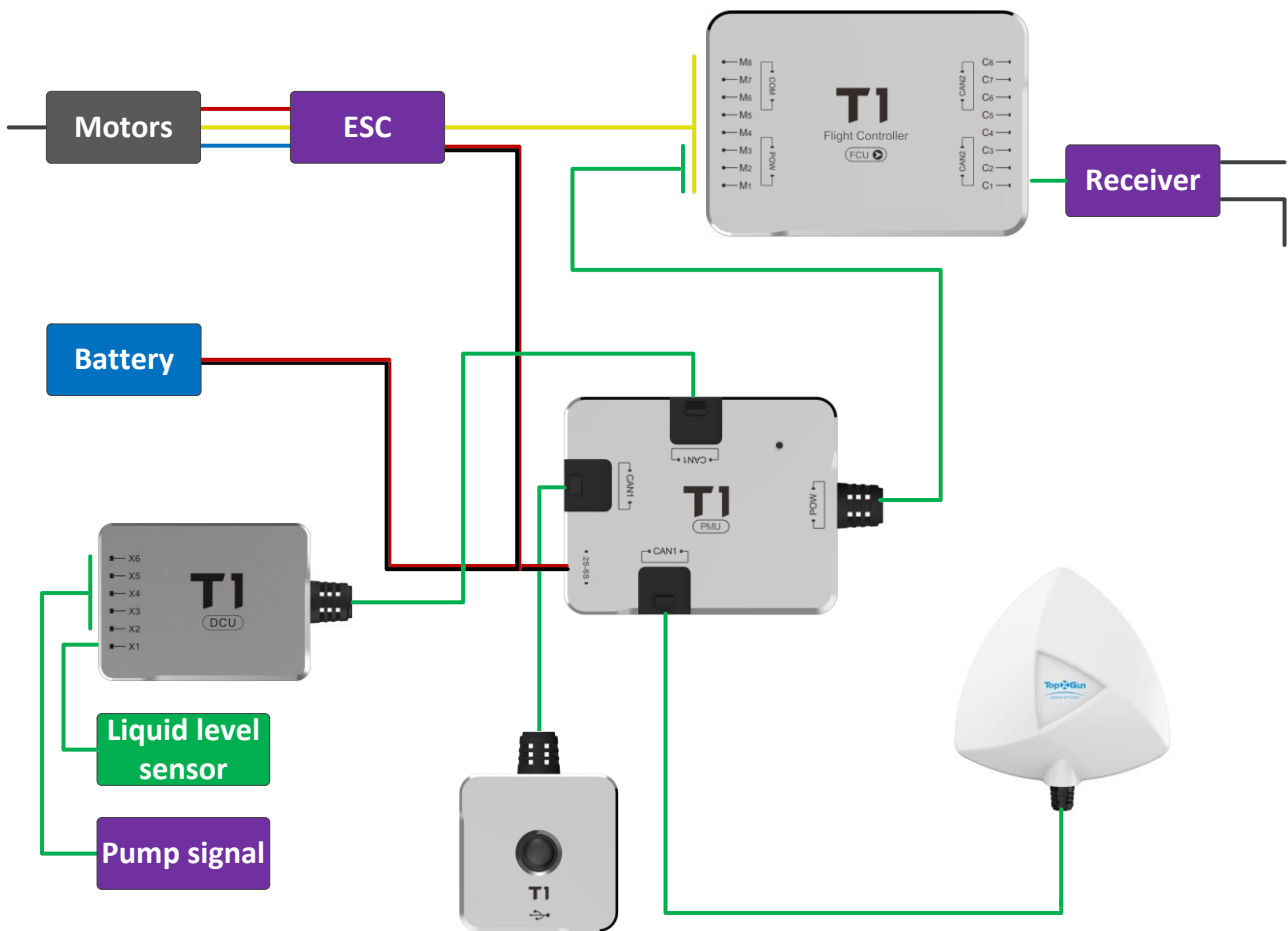 Motors
ESC
M8
M7
M6
M5
M4
M3
M2
M1
COM
POW
T1
Flight Controller
FCU
CAN2
CAN2
C8
C7
C6
C5
C4
C3
C2
C1
Receiver
Battery
CAN1
CAN1
T1
PMU
POW
CAN1
2S-6S
X6
X5
X4
X3
X2
X1
T1
DCU
Liquid level
sensor
Pump signal
T1
TopXGun